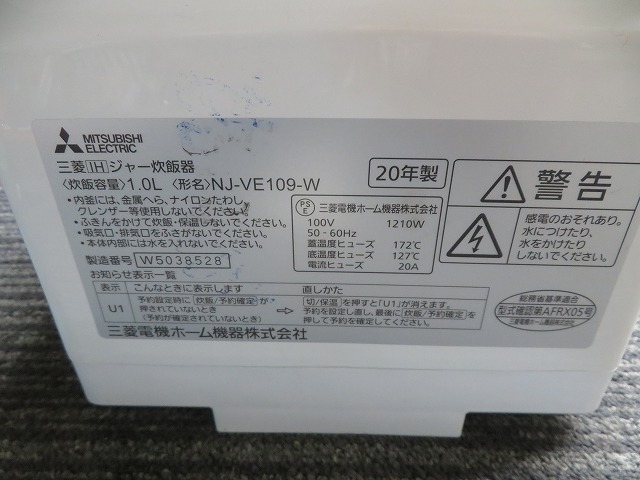 MITSUBISHI
ELECTRIC
三菱IHジャー炊飯器
〈炊飯容量〉1.0L 〈形名〉NJ-VE109-W
20年製
・内釜には、金属へら、ナイロンたわし、
クレンザー等使用しないでください。
・ふきんをかけて炊飯・保温しないでください。
・吸気口・排気口をふさがないでください。
・本体内部には水を入れないでください。
製造番号 W5038528
PS
E
三菱電機ホーム機器株式会社
100V 1210W
50-60Hz
蓋温度ヒューズ 172℃
底温度ヒューズ 127℃
電流ヒューズ 20A
警告
感電のおそれあり。
水につけたり、
水をかけたり
しないでください。
お知らせ表示一覧
表示 こんなときに表示します 直しかた
U1 予約設定時に〔炊飯/予約確定〕が
押されていないとき
(予約が確定されていないとき)
⇨
〔切/保温〕を押すと「U1」が消えます。
予約を設定し直し、最後に〔炊飯/予約確定〕を
押して予約を確定してください。
三菱電機ホーム機器株式会社
総務省基準適合
型式確認第AFRX05号
三菱電機ホーム機器株式会社